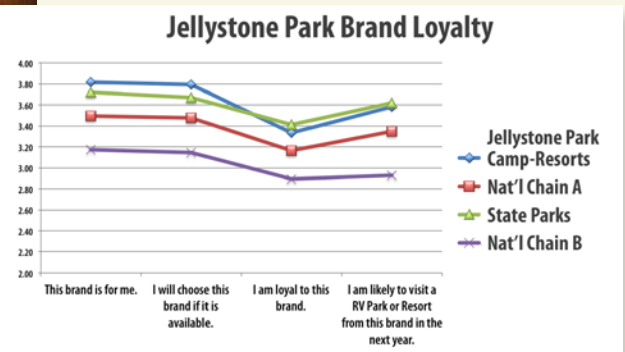 Jellystone Park Brand Loyalty
4.00
3.80
3.60
3.40
3.20
3.00
2.80
2.60
2.40
2.20
2.00
This brand is for me.
I will choose this
brand if it is
available.
I am loyal to this
brand.
I am likely to visit a
RV Park or Resort
from this brand in the
next year.
Jellystone Park
Camp-Resorts
Nat'l Chain A
State Parks
Nat'l Chain B